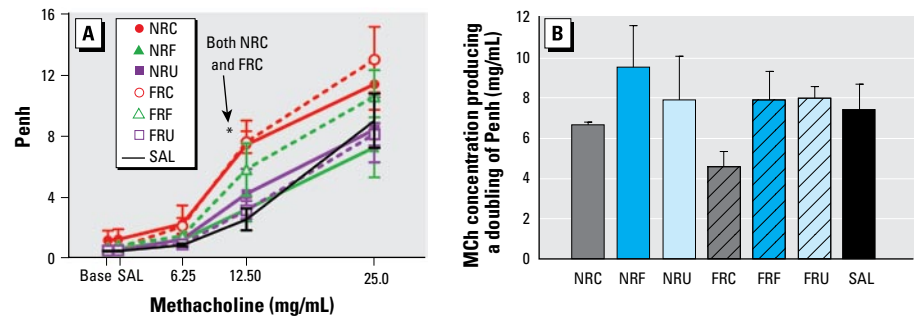 A
NRC
NRF
NRU
FRC
FRF
FRU
SAL
Both NRC
and FRC
*
Penh
16
12
8
4
0
Base SAL 6.25 12.50 25.0
Methacholine (mg/mL)
B
MCh concentration producing
a doubling of Penh (mg/mL)
12
10
8
6
4
2
0
NRC NRF NRU FRC FRF FRU SAL